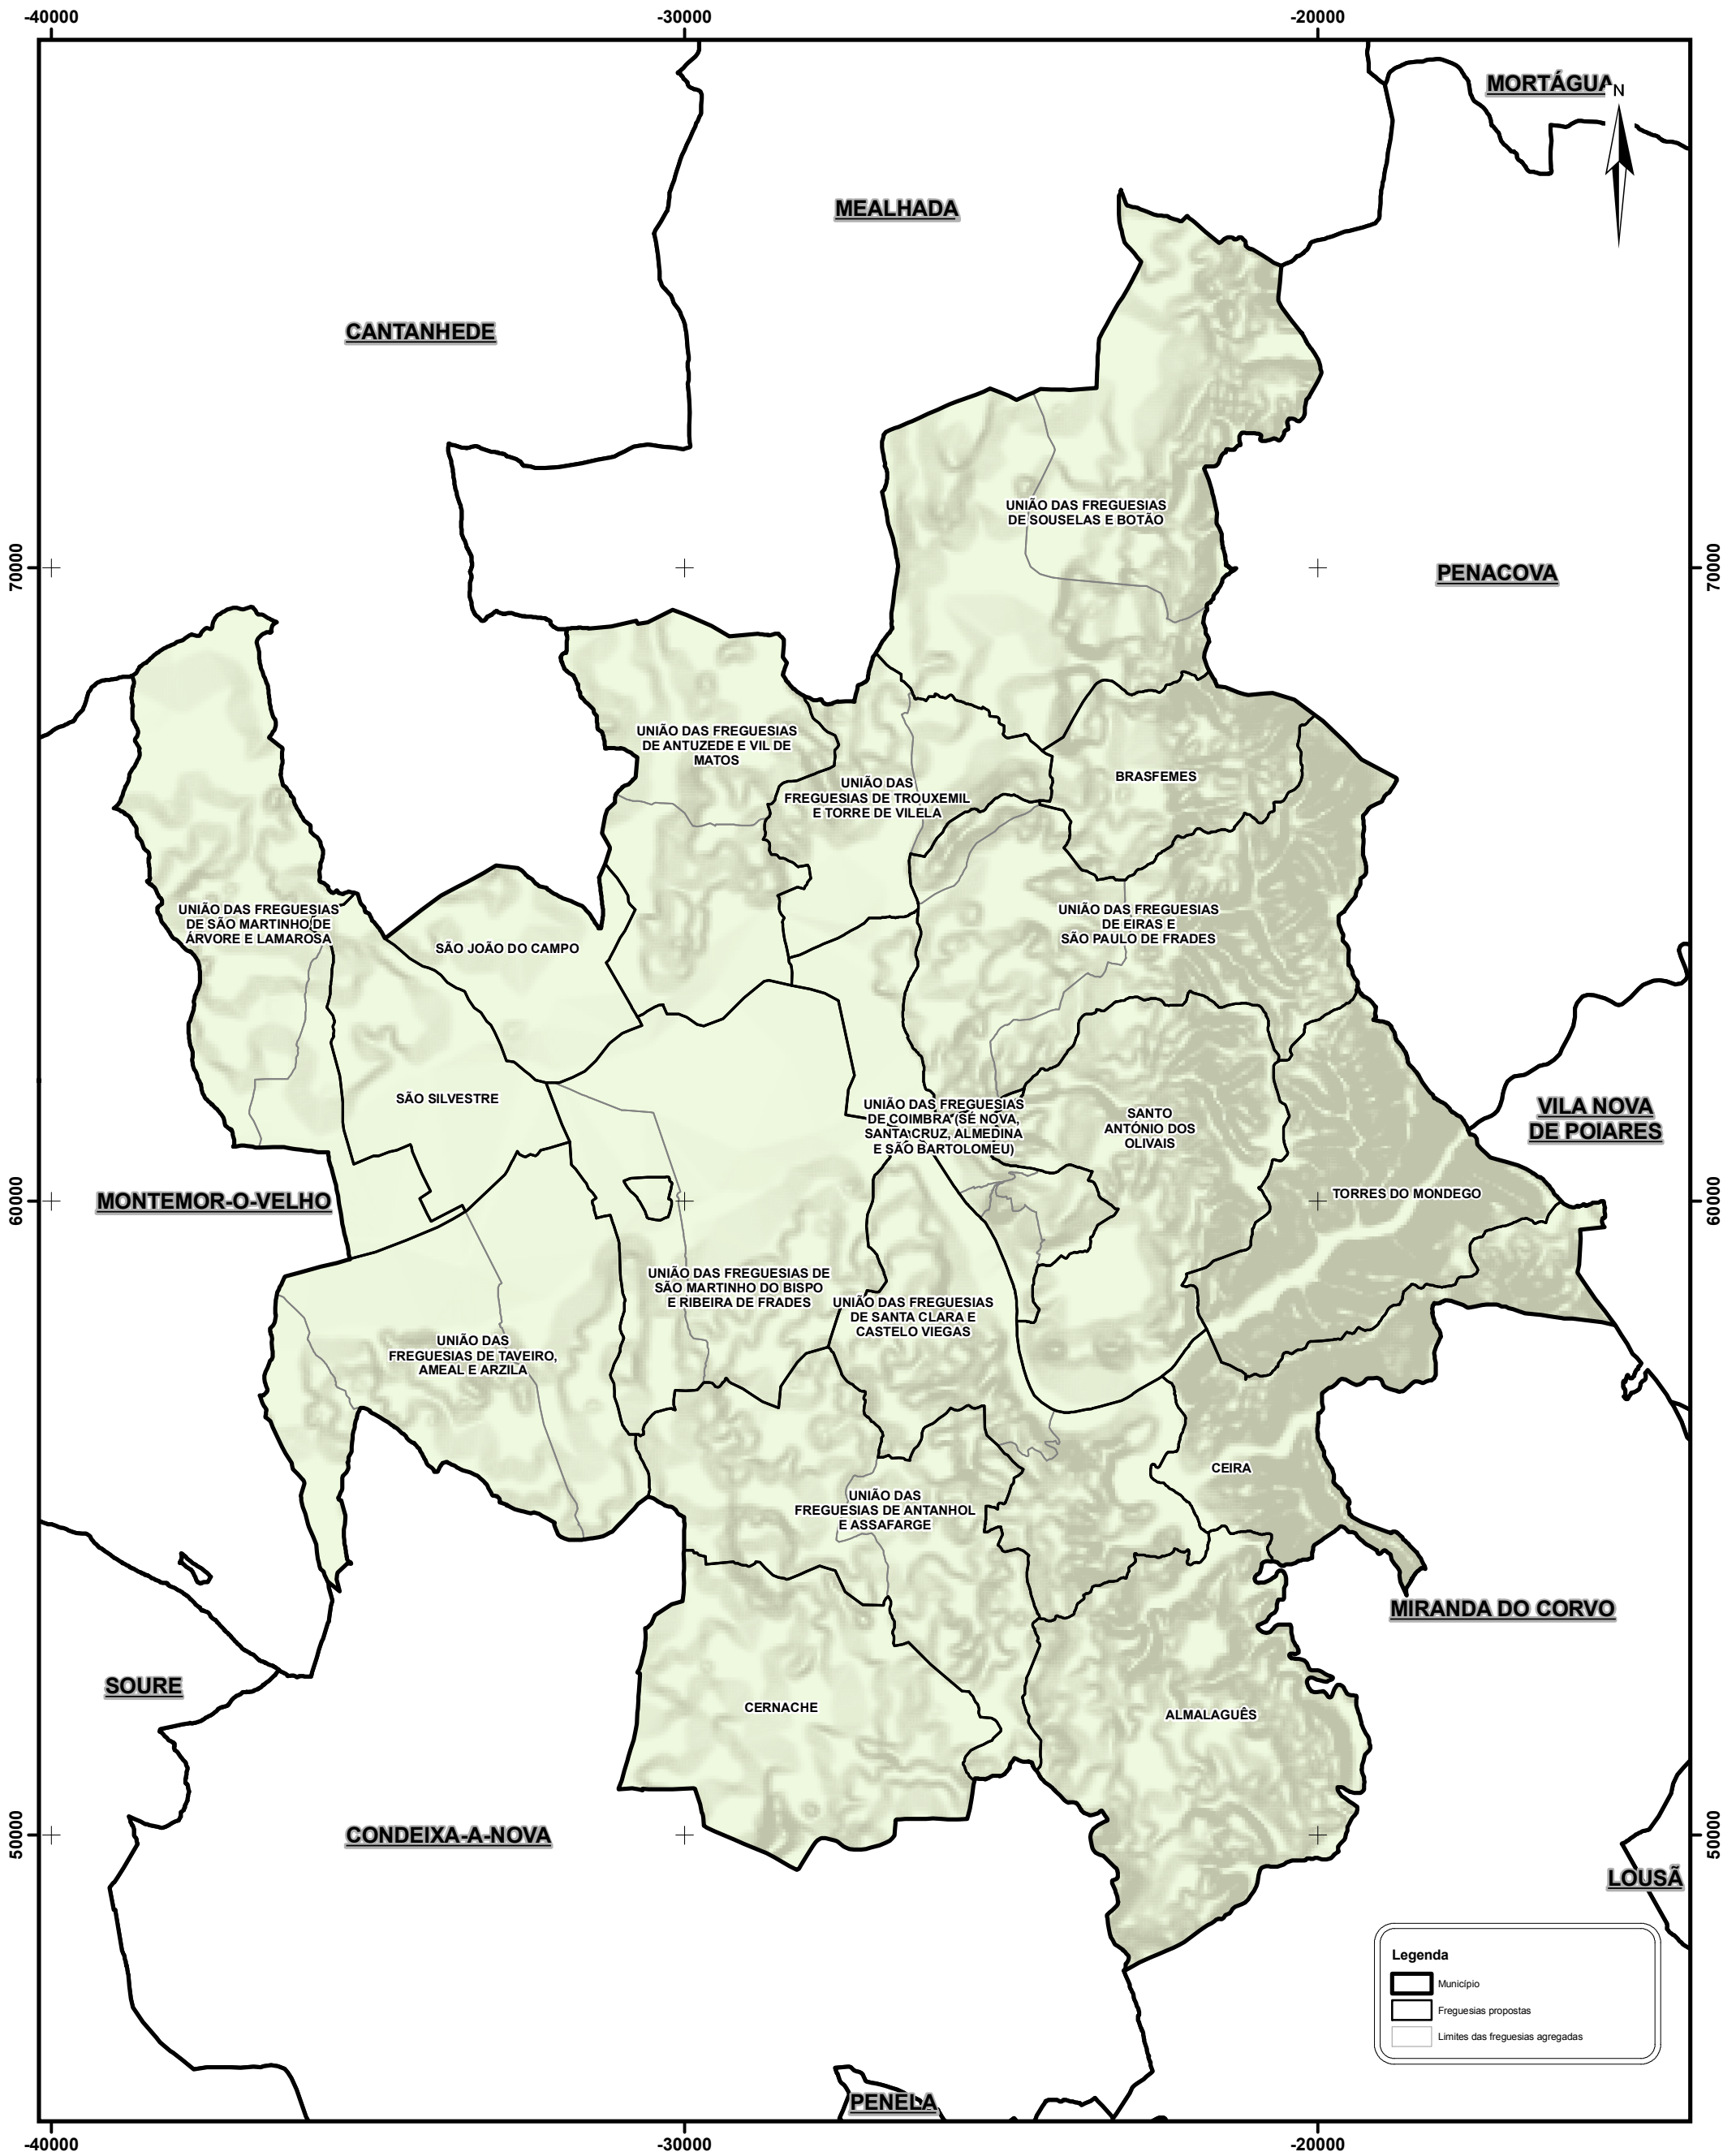 -40000
-30000
-20000
MORTÁGUA
N
MEALHADA
CANTANHEDE
UNIÃO DAS FREGUESIAS
DE SOUSELAS E BOTÃO
70000
70000
PENACOVA
UNIÃO DAS FREGUESIAS
DE ANTUZEDE E VIL DE
MATOS
BRASFEMES
UNIÃO DAS
FREGUESIAS DE TROUXEMIL
E TORRE DE VILELA
UNIÃO DAS FREGUESIAS
DE SÃO MARTINHO DE
ÁRVORE E LAMAROSA
SÃO JOÃO DO CAMPO
UNIÃO DAS FREGUESIAS
DE EIRAS E
SÃO PAULO DE FRADES
SÃO SILVESTRE
UNIÃO DAS FREGUESIAS
DE COIMBRA (SÉ NOVA,
SANTA CRUZ, ALMEDINA
E SÃO BARTOLOMEU)
SANTO
ANTÓNIO DOS
OLIVAIS
VILA NOVA
DE POIARES
TORRES DO MONDEGO
MONTEMOR-O-VELHO
60000
60000
UNIÃO DAS FREGUESIAS DE
SÃO MARTINHO DO BISPO
E RIBEIRA DE FRADES
UNIÃO DAS FREGUESIAS
DE SANTA CLARA E
CASTELO VIEGAS
UNIÃO DAS
FREGUESIAS DE TAVEIRO,
AMEAL E ARZILA
CEIRA
UNIÃO DAS
FREGUESIAS DE ANTANHOL
E ASSAFARGE
MIRANDA DO CORVO
SOURE
CERNACHE
ALMALAGUÊS
50000
50000
CONDEIXA-A-NOVA
LOUSÃ
Legenda
Município
Freguesias propostas
Limites das freguesias agregadas
PENELA
-40000
-30000
-20000